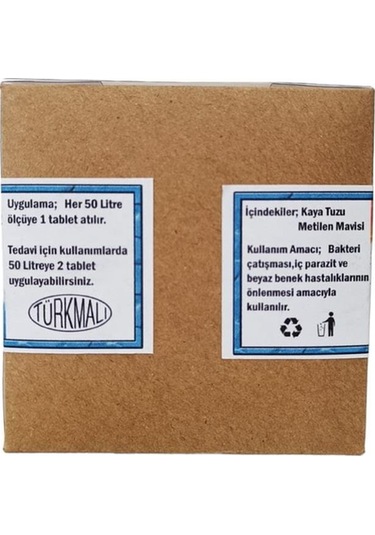 Uygulama; Her 50 Litre
ölçüye 1 tablet atılır.
Tedavi için kullanımlarda
50 Litreye 2 tablet
uygulayabilirsiniz.
TÜRKMALI
İçindekiler; Kaya Tuzu
Metilen Mavisi
Kullanım Amacı; Bakteri
çatışması,iç parazit ve
beyaz benek hastalıklarının
önlenmesi amacıyla
kullanılır.